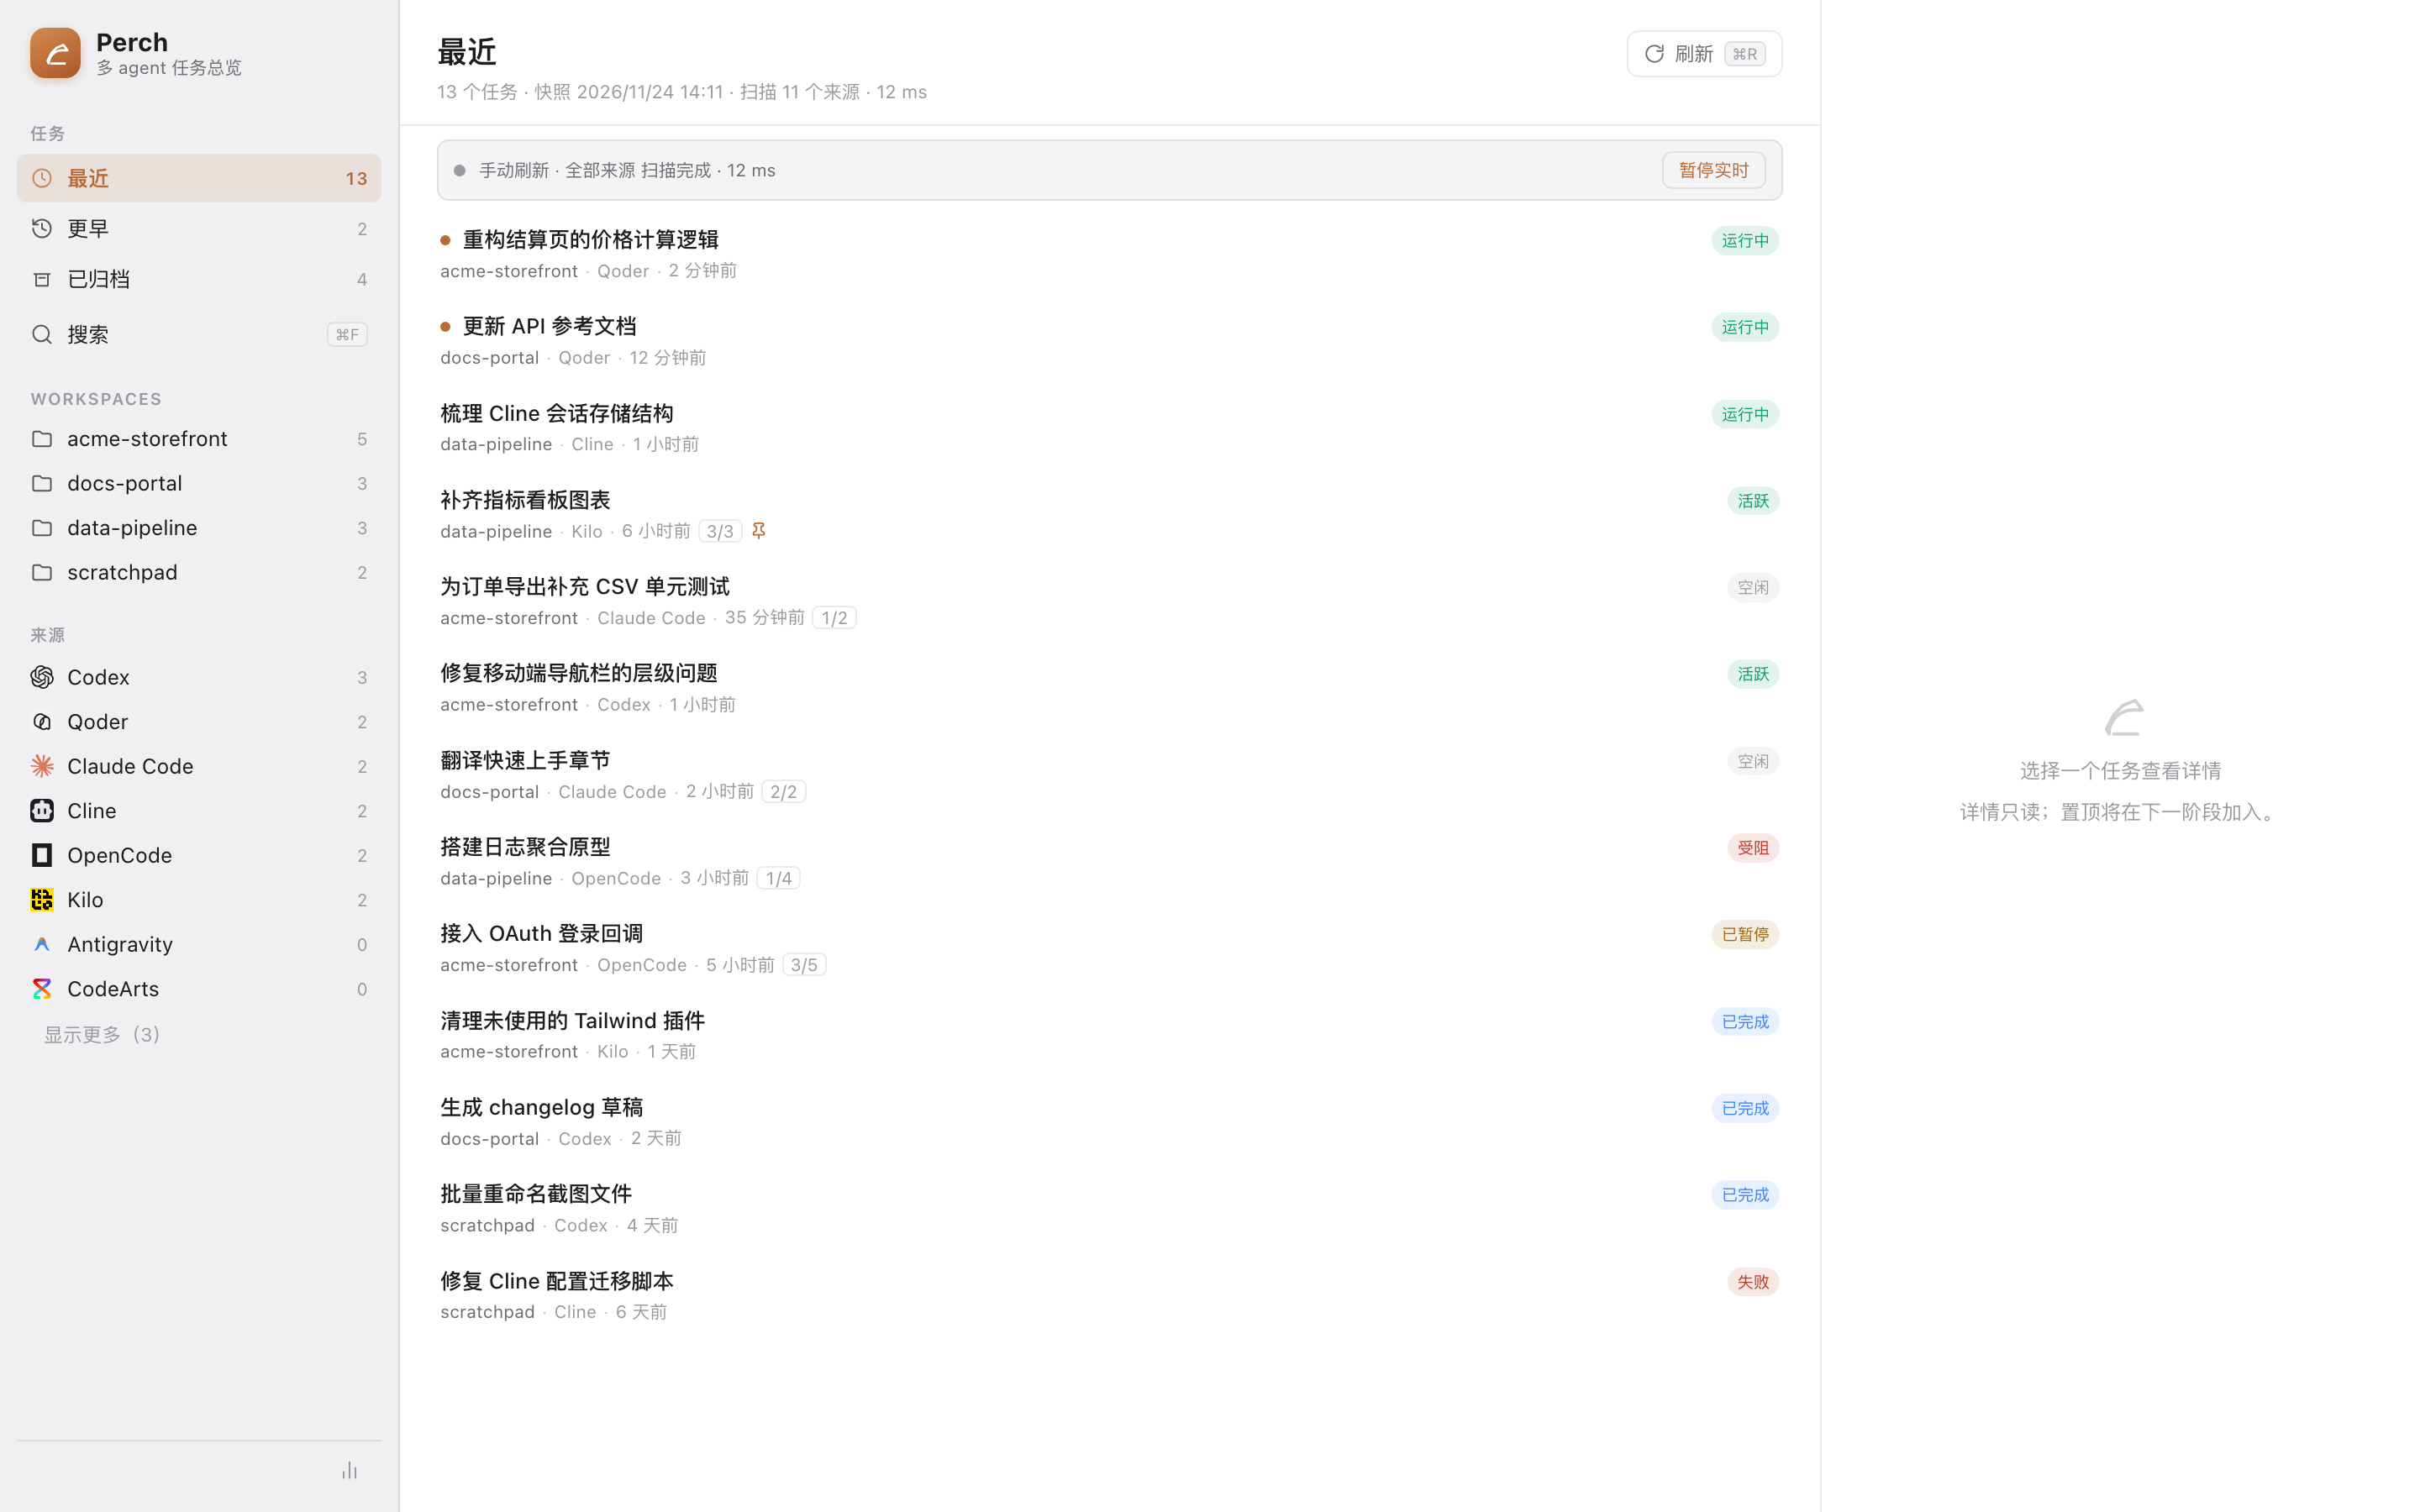 Perch
多 agent 任务总览
任务
最近 13
更早 2
已归档 4
搜索 ⌘F
WORKSPACES
acme-storefront 5
docs-portal 3
data-pipeline 3
scratchpad 2
来源
Codex 3
Qoder 2
Claude Code 2
Cline 2
OpenCode 2
Kilo 2
Antigravity 0
CodeArts 0
显示更多（3）
最近
刷新 ⌘R
13 个任务 · 快照 2026/11/24 14:11 · 扫描 11 个来源 · 12 ms
手动刷新 · 全部来源 扫描完成 · 12 ms 暂停实时
重构结算页的价格计算逻辑 运行中
acme-storefront · Qoder · 2 分钟前
更新 API 参考文档 运行中
docs-portal · Qoder · 12 分钟前
梳理 Cline 会话存储结构 运行中
data-pipeline · Cline · 1 小时前
补齐指标看板图表 活跃
data-pipeline · Kilo · 6 小时前 3/3
为订单导出补充 CSV 单元测试 空闲
acme-storefront · Claude Code · 35 分钟前 1/2
修复移动端导航栏的层级问题 活跃
acme-storefront · Codex · 1 小时前
翻译快速上手章节 空闲
docs-portal · Claude Code · 2 小时前 2/2
搭建日志聚合原型 受阻
data-pipeline · OpenCode · 3 小时前 1/4
接入 OAuth 登录回调 已暂停
acme-storefront · OpenCode · 5 小时前 3/5
清理未使用的 Tailwind 插件 已完成
acme-storefront · Kilo · 1 天前
生成 changelog 草稿 已完成
docs-portal · Codex · 2 天前
批量重命名截图文件 已完成
scratchpad · Codex · 4 天前
修复 Cline 配置迁移脚本 失败
scratchpad · Cline · 6 天前
选择一个任务查看详情
详情只读；置顶将在下一阶段加入。